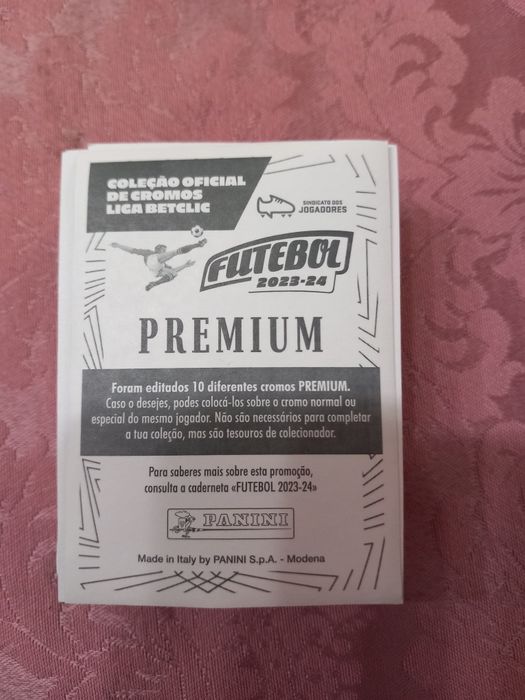 COLEÇÃO OFICIAL
DE CROMOS
LIGA BETCLIC
SINDICATO DOS
JOGADORES
FUTEBOL
2023-24
PREMIUM
Foram editados 10 diferentes cromos PREMIUM.
Caso o desejes, podes colocá-los sobre o cromo normal ou
especial do mesmo jogador. Não são necessários para completar
a tua coleção, mas são tesouros de colecionador.
Para saberes mais sobre esta promoção,
consulta a caderneta «FUTEBOL 2023-24»
PANINI
Made in Italy by PANINI S.p.A. - Modena